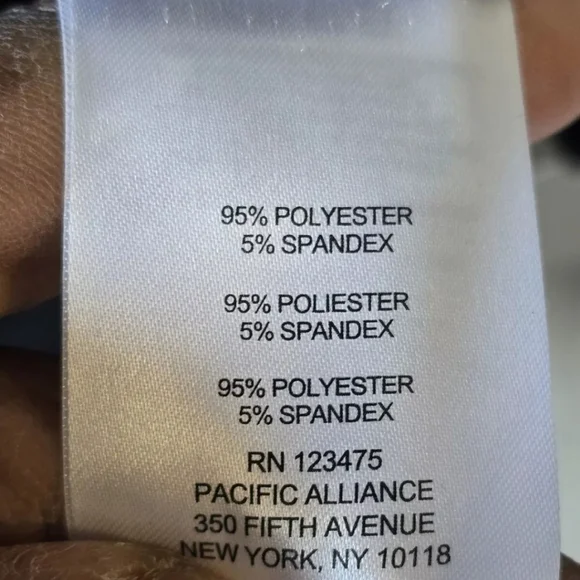 95% POLYESTER
5% SPANDEX
95% POLIESTER
5% SPANDEX
95% POLYESTER
5% SPANDEX
RN 123475
PACIFIC ALLIANCE
350 FIFTH AVENUE
NEW YORK, NY 10118